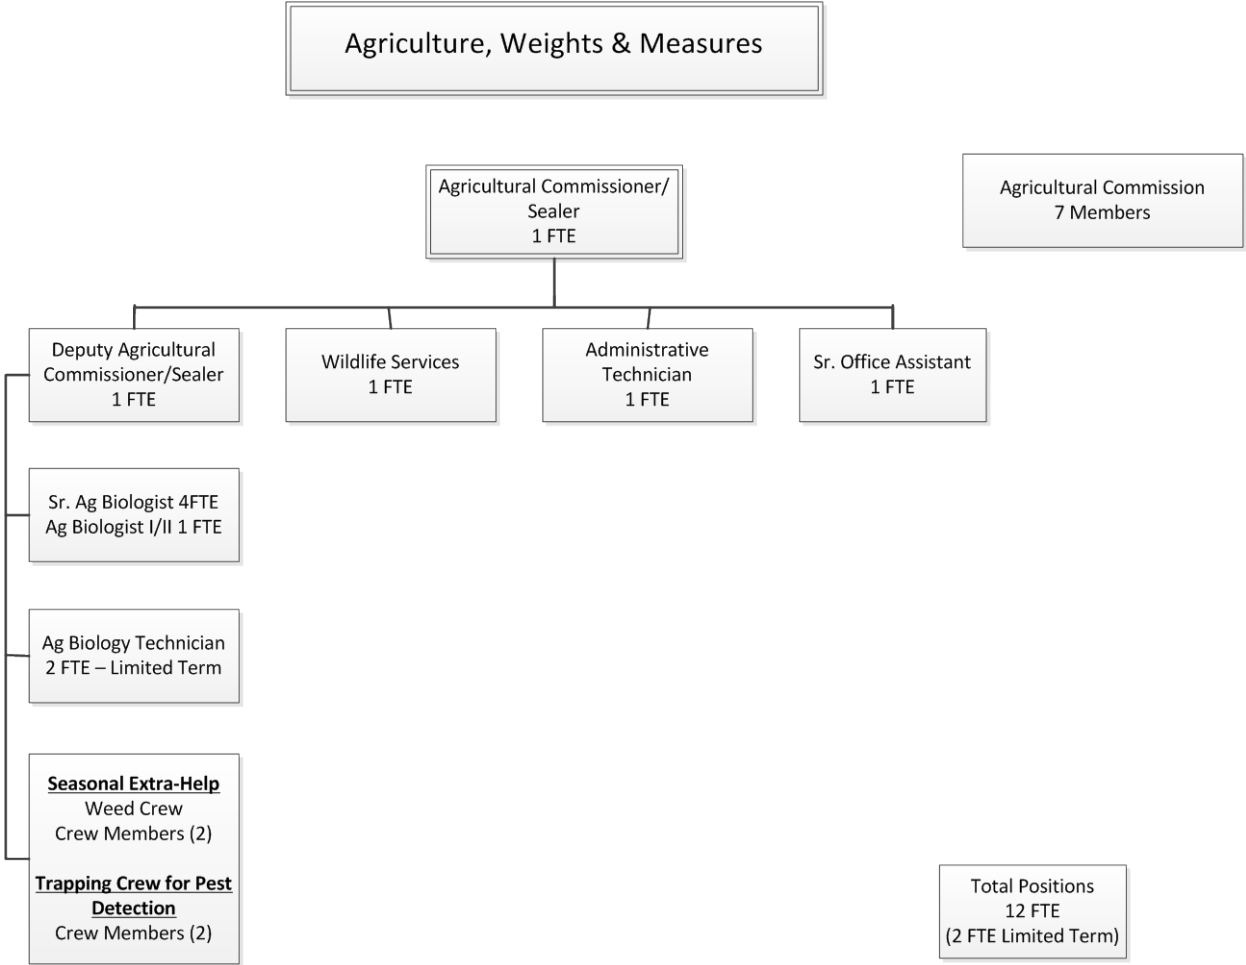 Agriculture, Weights & Measures
Agricultural Commissioner/
Sealer
1 FTE
Agricultural Commission
7 Members
Deputy Agricultural
Commissioner/Sealer
1 FTE
Wildlife Services
1 FTE
Administrative
Technician
1 FTE
Sr. Office Assistant
1 FTE
Sr. Ag Biologist 4FTE
Ag Biologist I/II 1 FTE
Ag Biology Technician
2 FTE – Limited Term
Seasonal Extra-Help
Weed Crew
Crew Members (2)
Trapping Crew for Pest
Detection
Crew Members (2)
Total Positions
12 FTE
(2 FTE Limited Term)